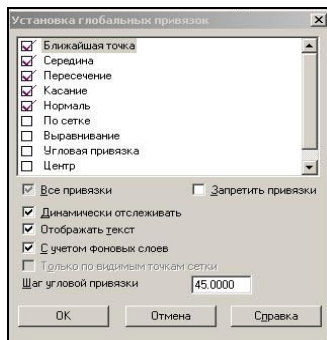 Установка глобальных привязок
Ближайшая точка
Середина
Пересечение
Касание
Нормаль
По сетке
Выравнивание
Угловая привязка
Центр
Все привязки Запретить привязки
Динамически отслеживать
Отображать текст
С учетом фоновых слоев
Только по видимым точкам сетки
Шаг угловой привязки 45.0000
OK Отмена Справка